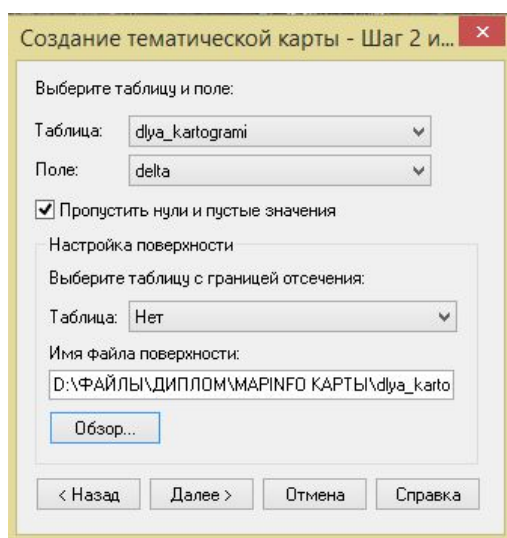 Создание тематической карты - Шаг 2 и...
Выберите таблицу и поле:
Таблица: dlya_kartogrami
Поле: delta
Пропустить нули и пустые значения
Настройка поверхности
Выберите таблицу с границей отсечения:
Таблица: Нет
Имя файла поверхности:
D:\ФАЙЛЫ\ДИПЛОМ\MAPINFO КАРТЫ\dlya_karto
Обзор...
< Назад Далее > Отмена Справка